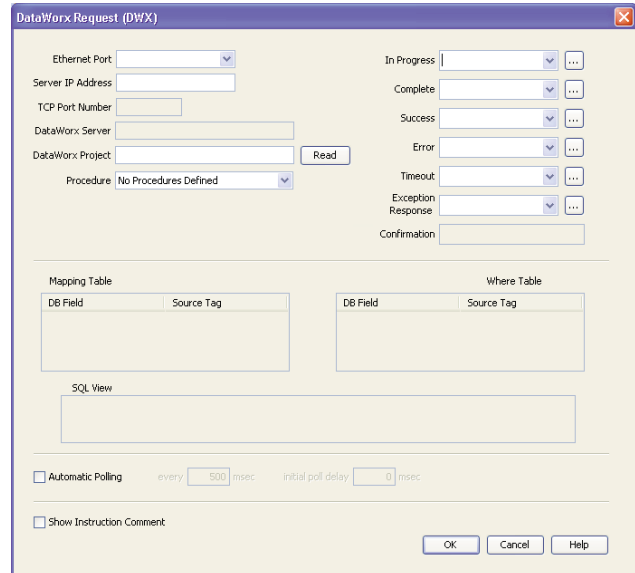 DataWorx Request (DWX)
Ethernet Port
Server IP Address
TCP Port Number
DataWorx Server
DataWorx Project
Read
Procedure
No Procedures Defined
In Progress
...
Complete
...
Success
...
Error
...
Timeout
...
Exception
Response
...
Confirmation
Mapping Table
DB Field Source Tag
Where Table
DB Field Source Tag
SQL View
Automatic Polling every 500 msec initial poll delay 0 msec
Show Instruction Comment
OK Cancel Help